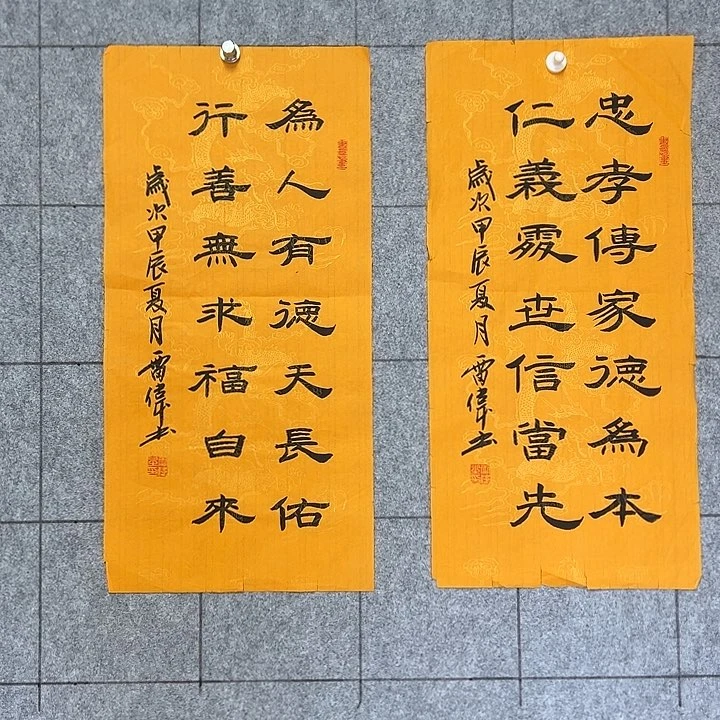 忠孝傳家德為本
仁義處世信當先
歲次甲辰夏月雷偉书
為人有德天長佑
行善無求福自來
歲次甲辰夏月雷偉书